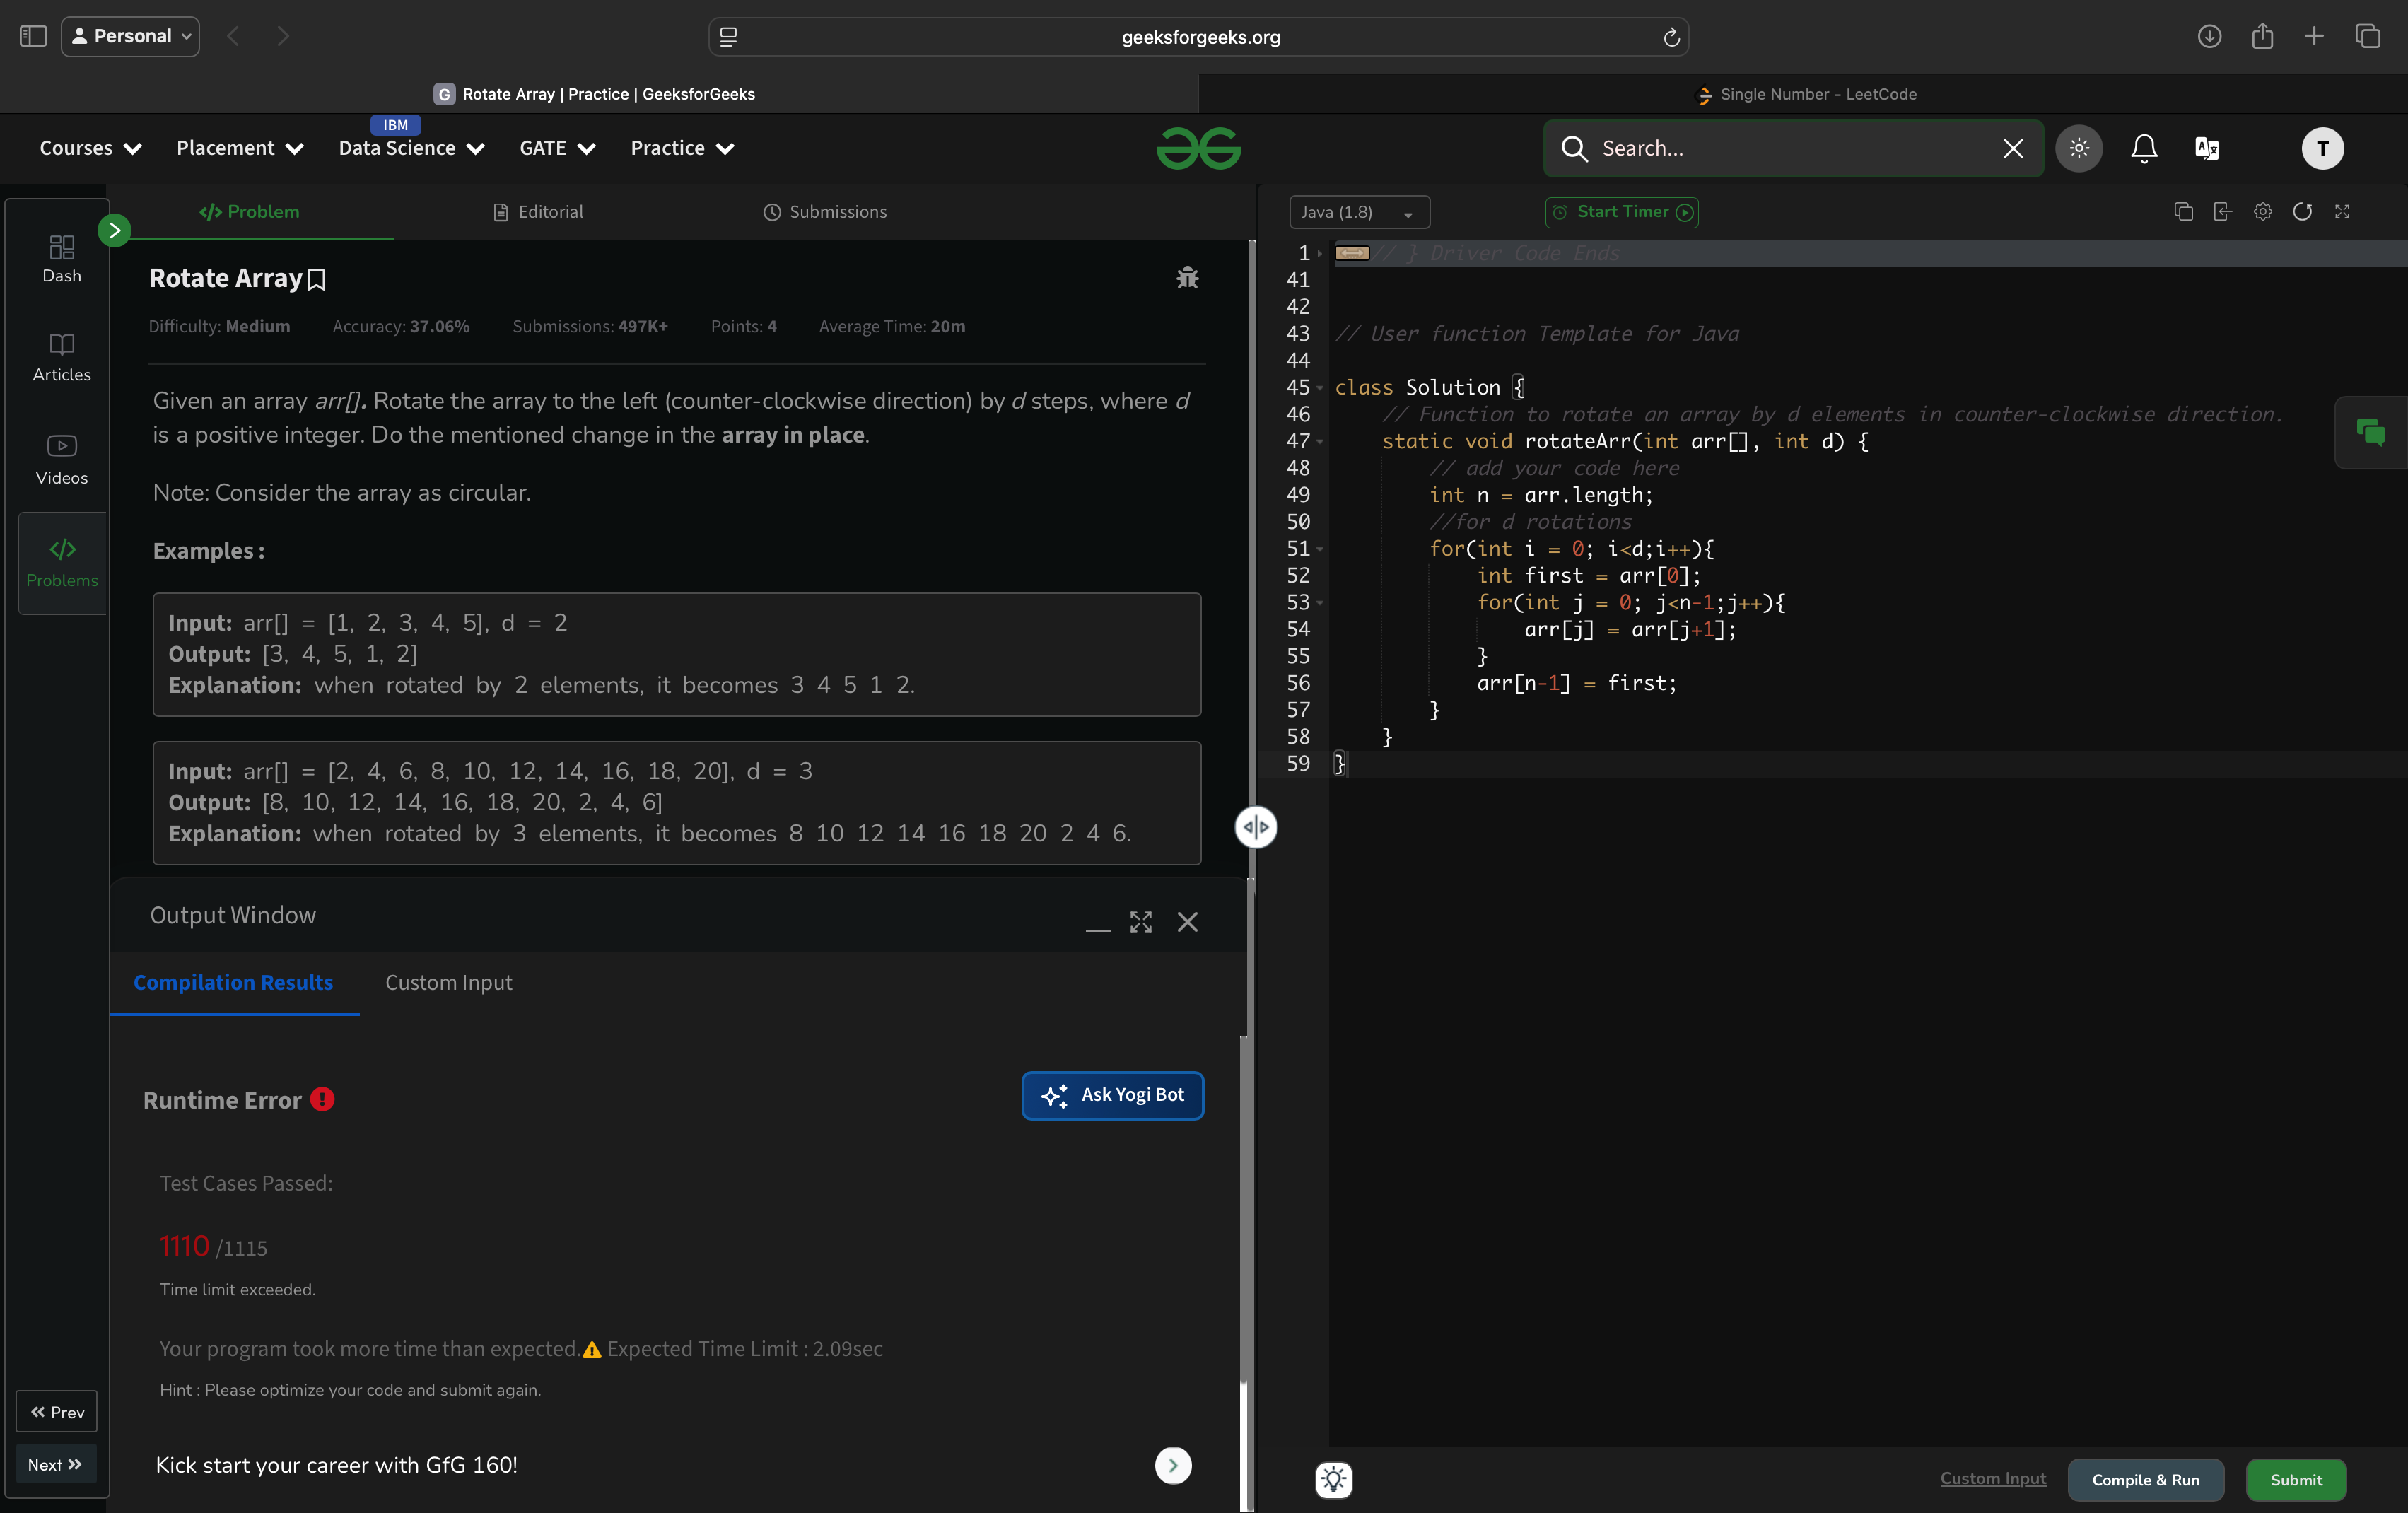 Personal
geeksforgeeks.org
G Rotate Array | Practice | GeeksforGeeks
Single Number - LeetCode
Courses
Placement
IBM
Data Science
GATE
Practice
Search...
T
Dash
Articles
Videos
</>
Problems
Prev
Next
</> Problem
Editorial
Submissions
Rotate Array
Difficulty: Medium Accuracy: 37.06% Submissions: 497K+ Points: 4 Average Time: 20m
Given an array arr[]. Rotate the array to the left (counter-clockwise direction) by d steps, where d
is a positive integer. Do the mentioned change in the array in place.
Note: Consider the array as circular.
Examples :
Input: arr[] = [1, 2, 3, 4, 5], d = 2
Output: [3, 4, 5, 1, 2]
Explanation: when rotated by 2 elements, it becomes 3 4 5 1 2.
Input: arr[] = [2, 4, 6, 8, 10, 12, 14, 16, 18, 20], d = 3
Output: [8, 10, 12, 14, 16, 18, 20, 2, 4, 6]
Explanation: when rotated by 3 elements, it becomes 8 10 12 14 16 18 20 2 4 6.
Output Window
Compilation Results
Custom Input
Runtime Error
Ask Yogi Bot
Test Cases Passed:
1110 /1115
Time limit exceeded.
Your program took more time than expected. Expected Time Limit : 2.09sec
Hint : Please optimize your code and submit again.
Kick start your career with GfG 160!
Java (1.8)
Start Timer
1 // } Driver Code Ends
41
42
43 // User function Template for Java
44
45 class Solution {
46 // Function to rotate an array by d elements in counter-clockwise direction.
47 static void rotateArr(int arr[], int d) {
48 // add your code here
49 int n = arr.length;
50 //for d rotations
51 for(int i = 0; i<d;i++){
52 int first = arr[0];
53 for(int j = 0; j<n-1;j++){
54 arr[j] = arr[j+1];
55 }
56 arr[n-1] = first;
57 }
58 }
59 }
Custom Input
Compile & Run
Submit